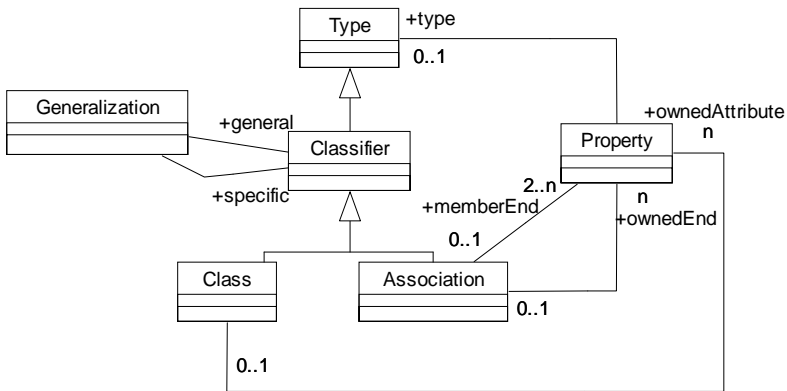 Type
+type
0..1
Generalization
+general
+specific
Classifier
Property
+ownedAttribute
n
2..n
+memberEnd
n
+ownedEnd
0..1
Class
Association
0..1
0..1